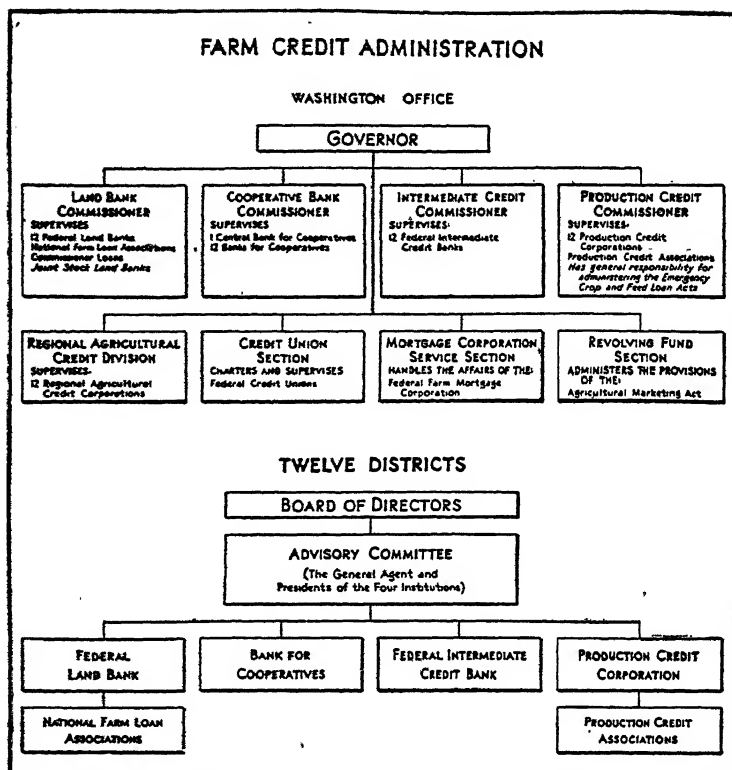 FARM CREDIT ADMINISTRATION
WASHINGTON OFFICE
GOVERNOR
LAND BANK
COMMISSIONER
SUPERVISES
12 Federal Land Banks
National Farm Loan Associations
Commissioner Loans
Joint Stock Land Banks
COOPERATIVE BANK
COMMISSIONER
SUPERVISES
1 Central Bank for Cooperatives
12 Banks for Cooperatives
INTERMEDIATE CREDIT
COMMISSIONER
SUPERVISES:
12 Federal Intermediate
Credit Banks
PRODUCTION CREDIT
COMMISSIONER
SUPERVISES:
12 Production Credit
Corporations
Production Credit Associations
Has general responsibility for
administering the Emergency
Crop and Feed Loan Acts
REGIONAL AGRICULTURAL
CREDIT DIVISION
SUPERVISES:
12 Regional Agricultural
Credit Corporations
CREDIT UNION
SECTION
CHARTERS AND SUPERVISES
Federal Credit Unions
MORTGAGE CORPORATION
SERVICE SECTION
HANDLES THE AFFAIRS OF THE:
Federal Farm Mortgage
Corporation
REVOLVING FUND
SECTION
ADMINISTERS THE PROVISIONS
OF THE:
Agricultural Marketing Act
TWELVE DISTRICTS
BOARD OF DIRECTORS
ADVISORY COMMITTEE
(The General Agent and
Presidents of the Four Institutions)
FEDERAL
LAND BANK
BANK FOR
COOPERATIVES
FEDERAL INTERMEDIATE
CREDIT BANK
PRODUCTION CREDIT
CORPORATION
NATIONAL FARM LOAN
ASSOCIATIONS
PRODUCTION CREDIT
ASSOCIATIONS